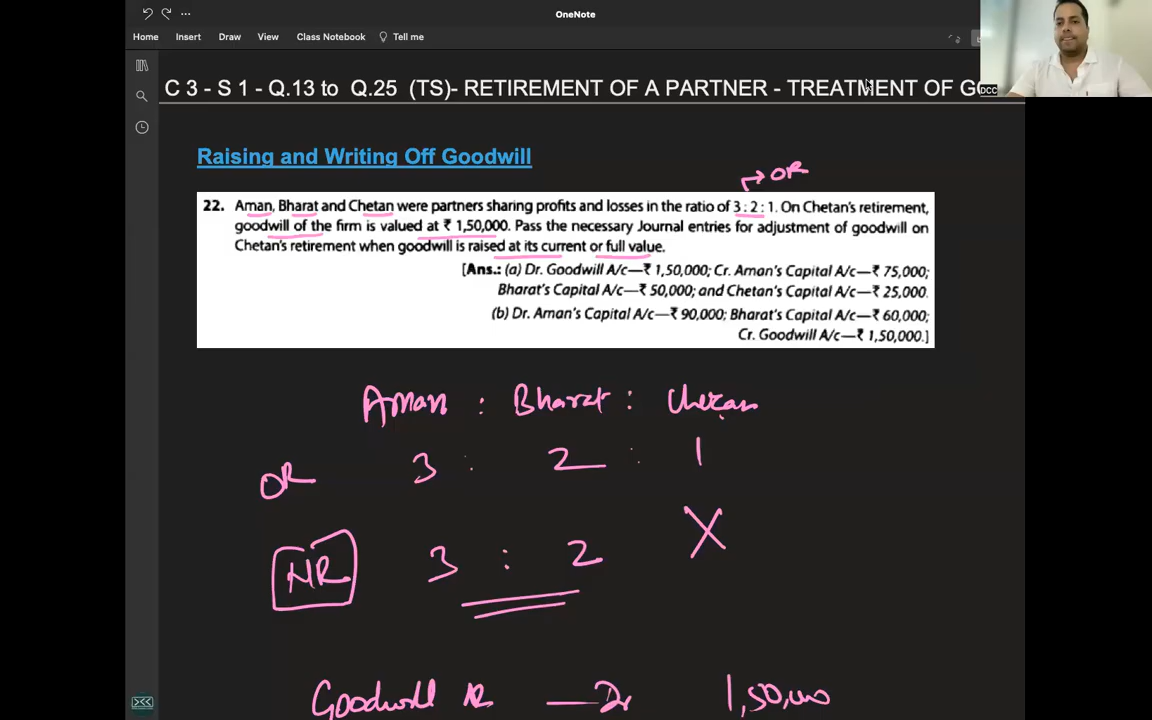 OneNote
Home Insert Draw View Class Notebook Tell me
DCC
C 3 - S 1 - Q.13 to Q.25 (TS)- RETIREMENT OF A PARTNER - TREATMENT OF G
Raising and Writing Off Goodwill
OR
22. Aman, Bharat and Chetan were partners sharing profits and losses in the ratio of 3 : 2 : 1. On Chetan's retirement,
goodwill of the firm is valued at ₹ 1,50,000. Pass the necessary Journal entries for adjustment of goodwill on
Chetan's retirement when goodwill is raised at its current or full value.
[Ans.: (a) Dr. Goodwill A/c—₹ 1,50,000; Cr. Aman's Capital A/c—₹ 75,000;
Bharat's Capital A/c—₹ 50,000; and Chetan's Capital A/c—₹ 25,000.
(b) Dr. Aman's Capital A/c—₹ 90,000; Bharat's Capital A/c—₹ 60,000;
Cr. Goodwill A/c—₹ 1,50,000.]
Aman : Bharat : Chetan
OR 3 : 2 : 1
NR 3 : 2 X
Goodwill — Dr 1,50,000